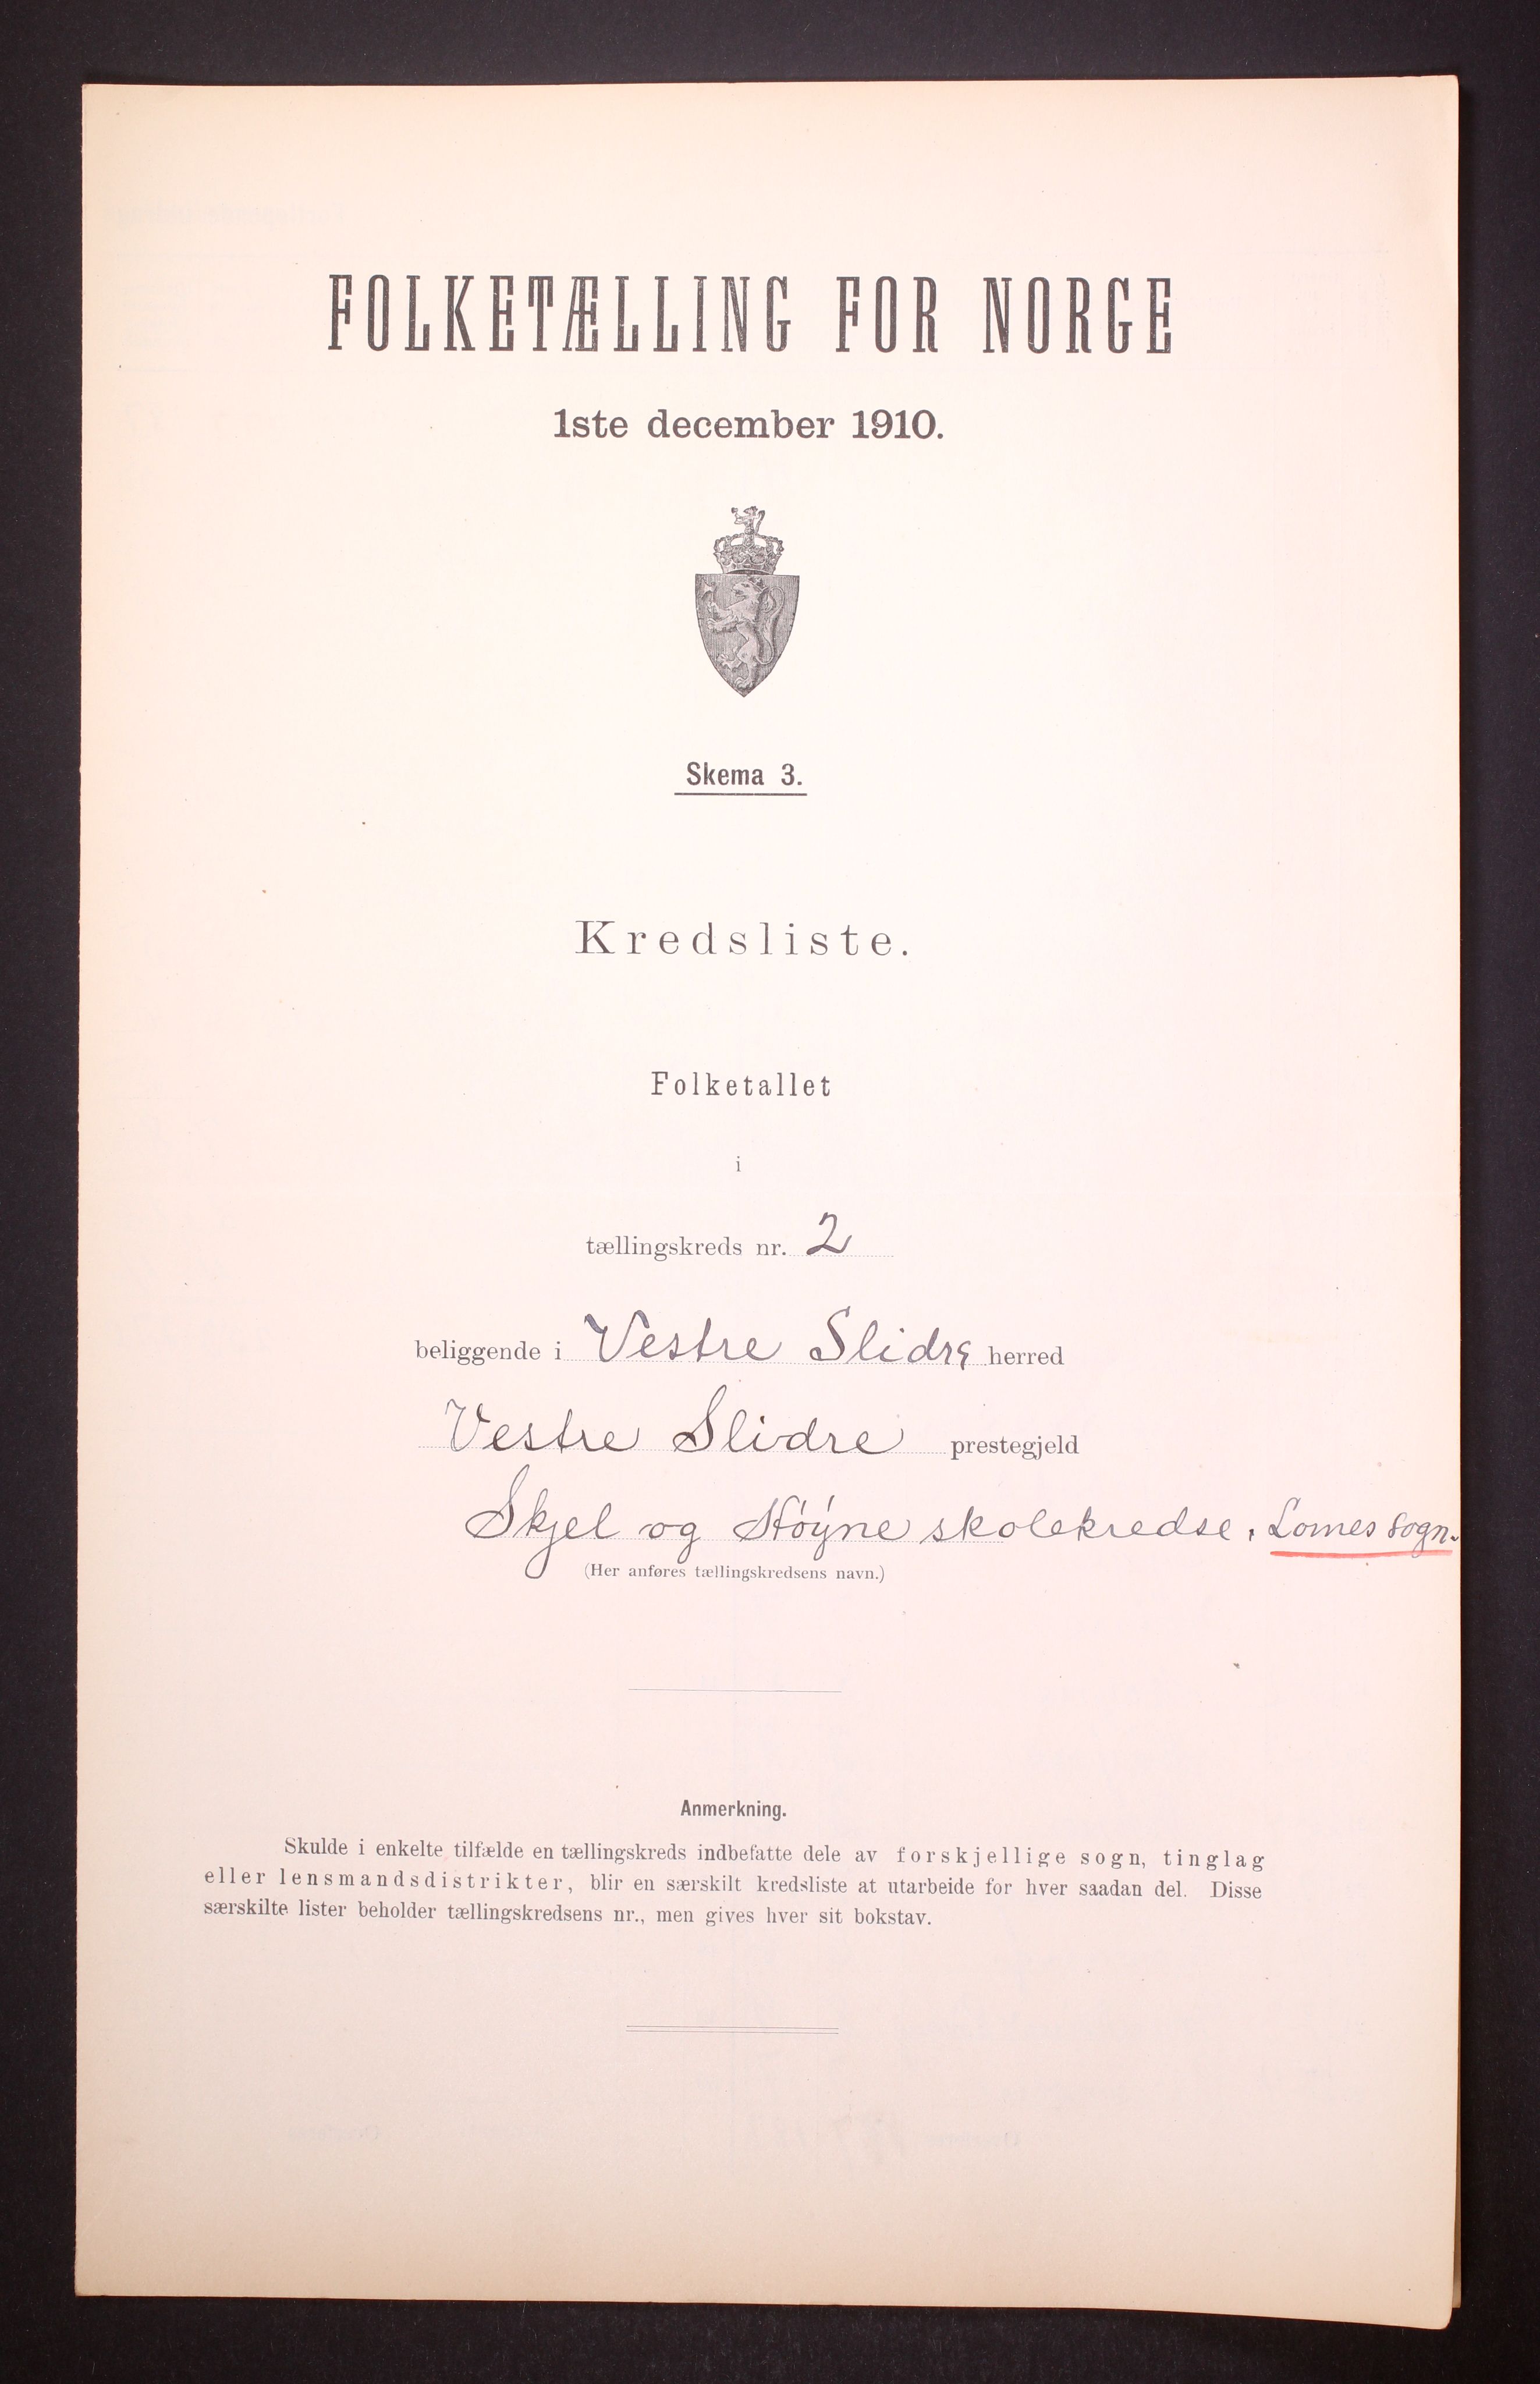 FOLKETÆLLING FOR NORGE
1ste december 1910.
Skema 3.
Kredsliste.
Folketallet
i
tællingskreds nr. 2
beliggende i Vestre Slidre herred
Vestre Slidre prestegjeld
Skjel og Høyne skolekredse, Lomes sogn.
(Her anføres tællingskredsens navn.)
Anmerkning.
Skulde i enkelte tilfælde en tællingskreds indbefatte dele av forskjellige sogn, tinglag
eller lensmandsdistrikter, blir en særskilt kredsliste at utarbeide for hver saadan del. Disse
særskilte lister beholder tællingskredsens nr., men gives hver sit bokstav.